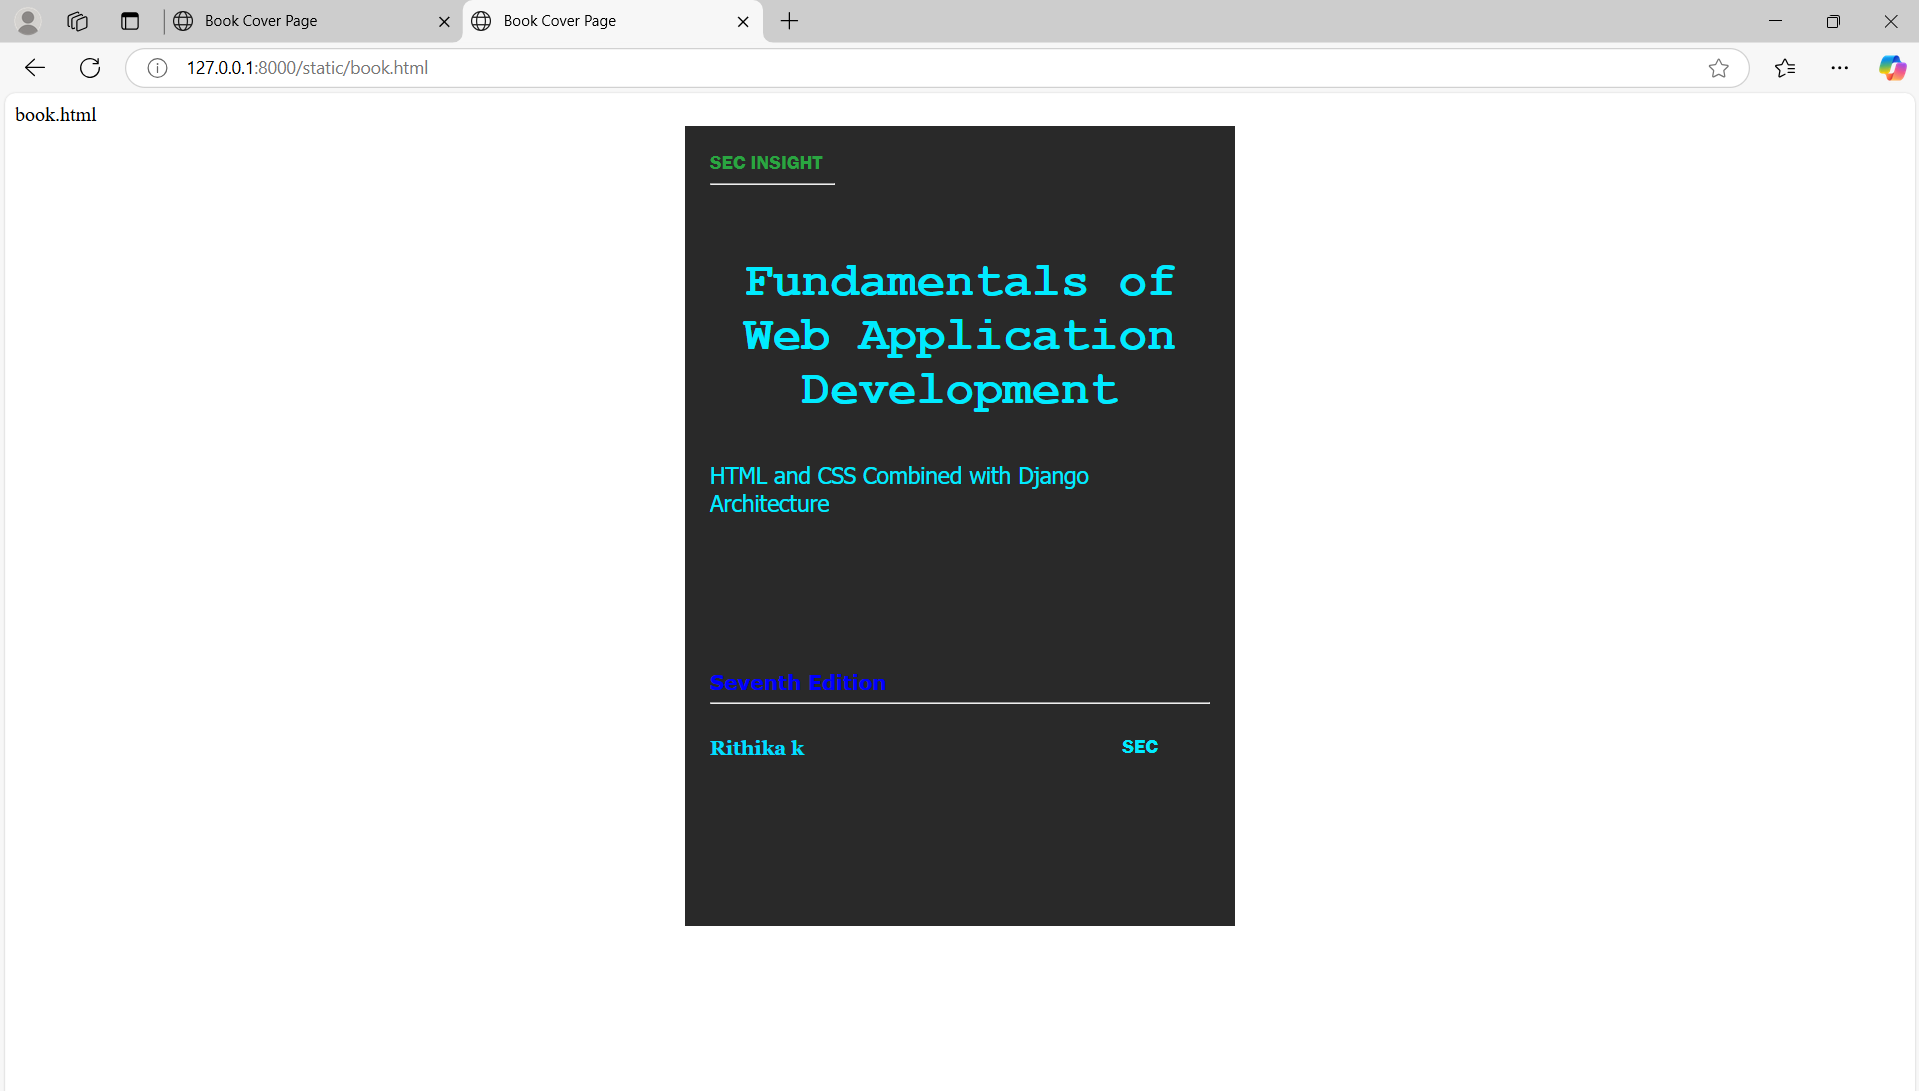 Book Cover Page
Book Cover Page
127.0.0.1:8000/static/book.html
book.html
SEC INSIGHT
Fundamentals of
Web Application
Development
HTML and CSS Combined with Django
Architecture
Seventh Edition
Rithika k
SEC